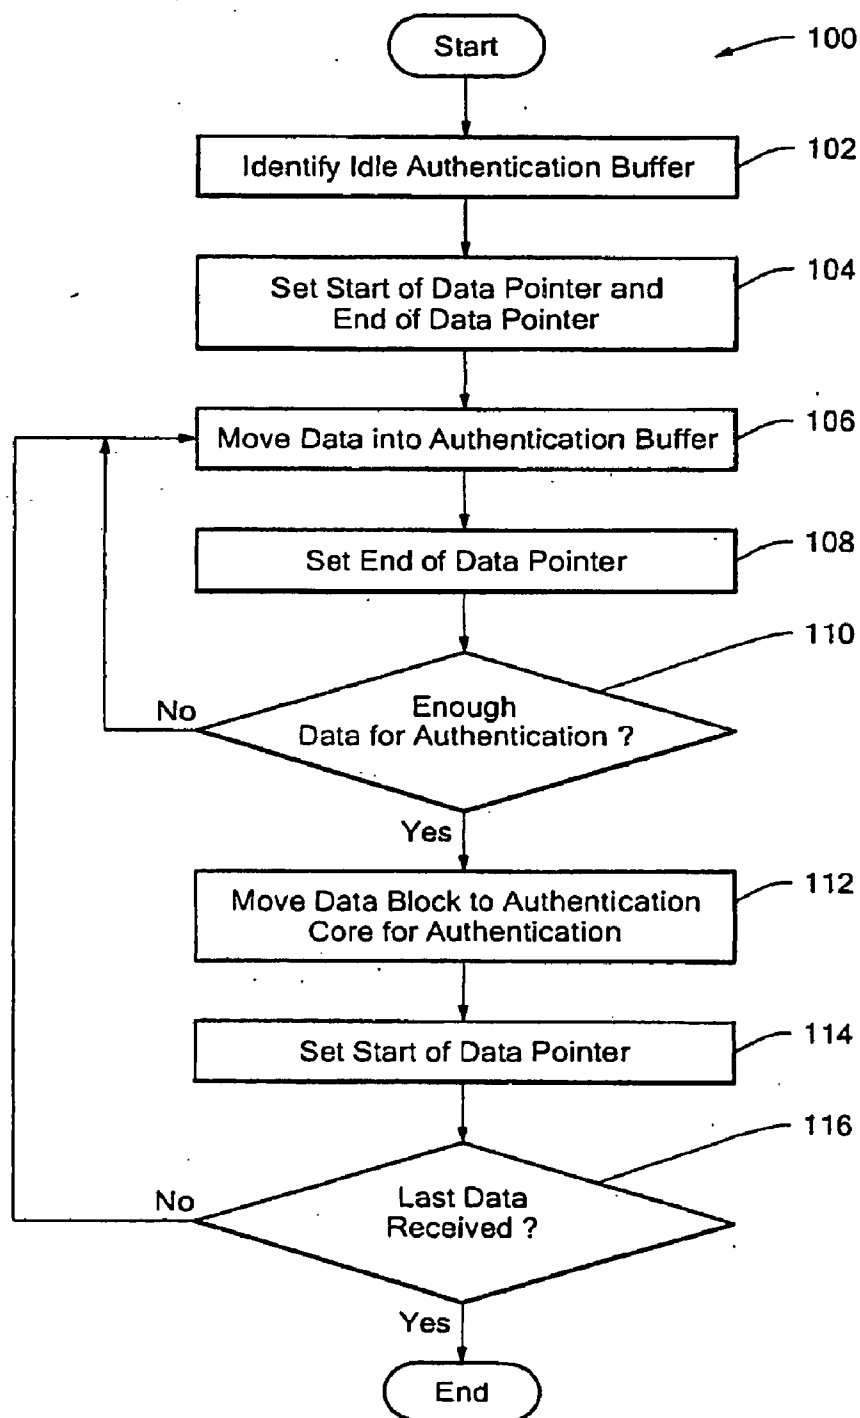 Start
100
Identify Idle Authentication Buffer
102
Set Start of Data Pointer and
End of Data Pointer
104
Move Data into Authentication Buffer
106
Set End of Data Pointer
108
110
Enough
Data for Authentication ?
No
Yes
Move Data Block to Authentication
Core for Authentication
112
Set Start of Data Pointer
114
116
Last Data
Received ?
No
Yes
End